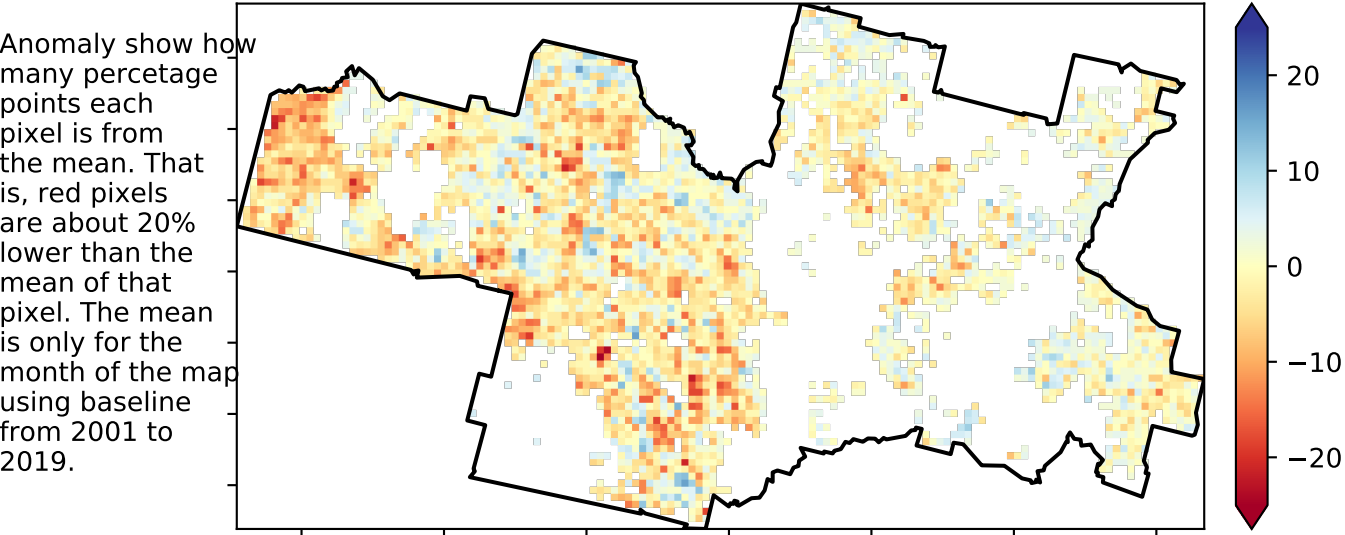 Anomaly show how
many percetage
points each
pixel is from
the mean. That
is, red pixels
are about 20%
lower than the
mean of that
pixel. The mean
is only for the
month of the map
using baseline
from 2001 to
2019.
20
10
0
−10
−20